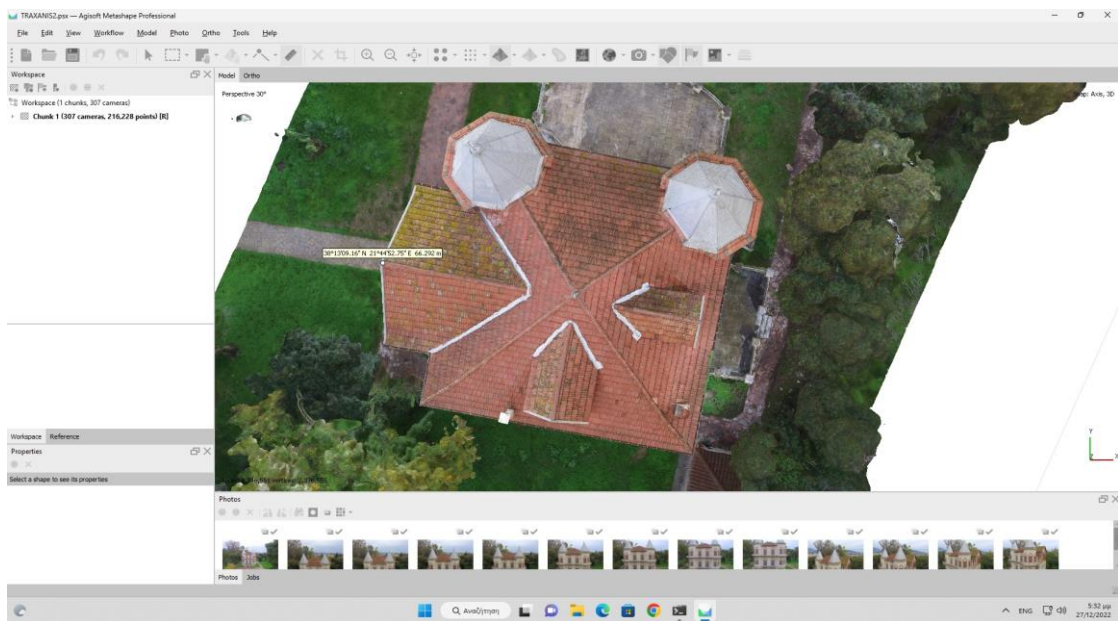 TRAXANIS2.psx — Agisoft Metashape Professional
File Edit View Workflow Model Photo Ortho Tools Help
Workspace
Workspace (1 chunks, 307 cameras)
Chunk 1 (307 cameras, 216,228 points) [R]
Model Ortho
Perspective 30°
Axis, 3D
38°13'09.16" N 21°44'52.75" E 66.292 m
Y
X
Workspace Reference
Properties
Select a shape to see its properties
Photos
Photos Jobs
Αναζήτηση
ENG
5:32 μμ
27/12/2022